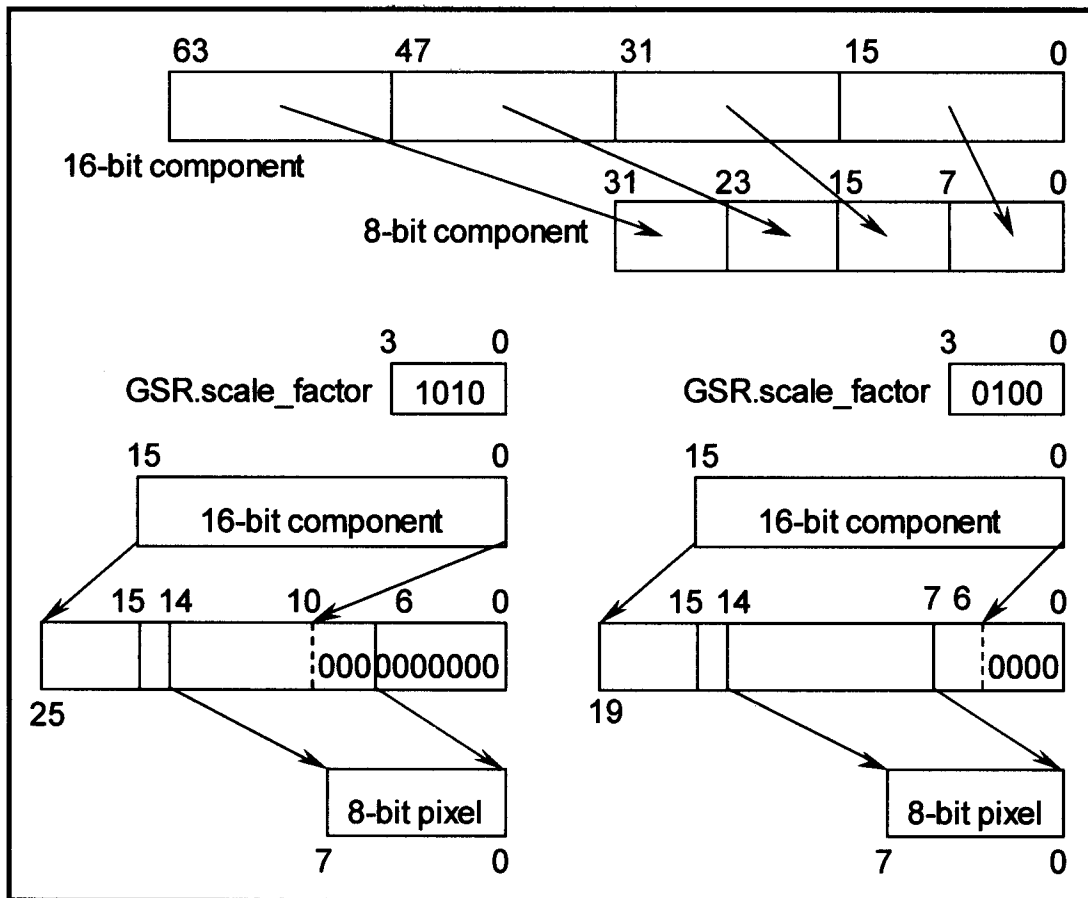 63 47 31 15 0
16-bit component
31 23 15 7 0
8-bit component
3 0 3 0
GSR.scale_factor 1010 GSR.scale_factor 0100
15 0 15 0
16-bit component 16-bit component
15 14 10 6 0 15 14 7 6 0
0000000000 0000
25 19
8-bit pixel 8-bit pixel
7 0 7 0